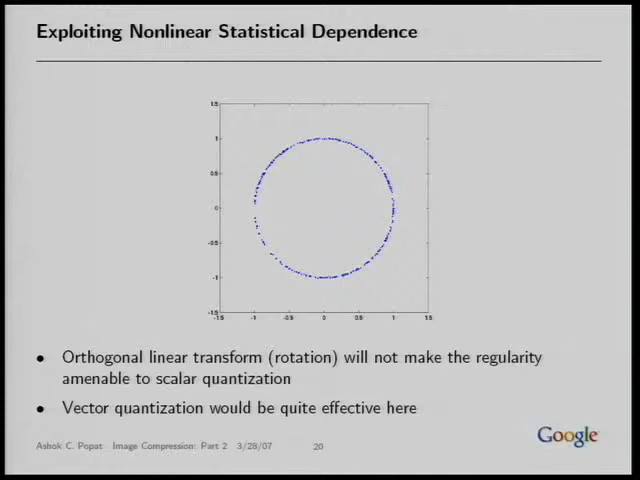 Exploiting Nonlinear Statistical Dependence
1.5
1
0.5
0
-0.5
-1
-1.5
-1.5 -1 -0.5 0 0.5 1 1.5
• Orthogonal linear transform (rotation) will not make the regularity
amenable to scalar quantization
• Vector quantization would be quite effective here
Ashok C. Popat Image Compression: Part 2 3/28/07 20
Google